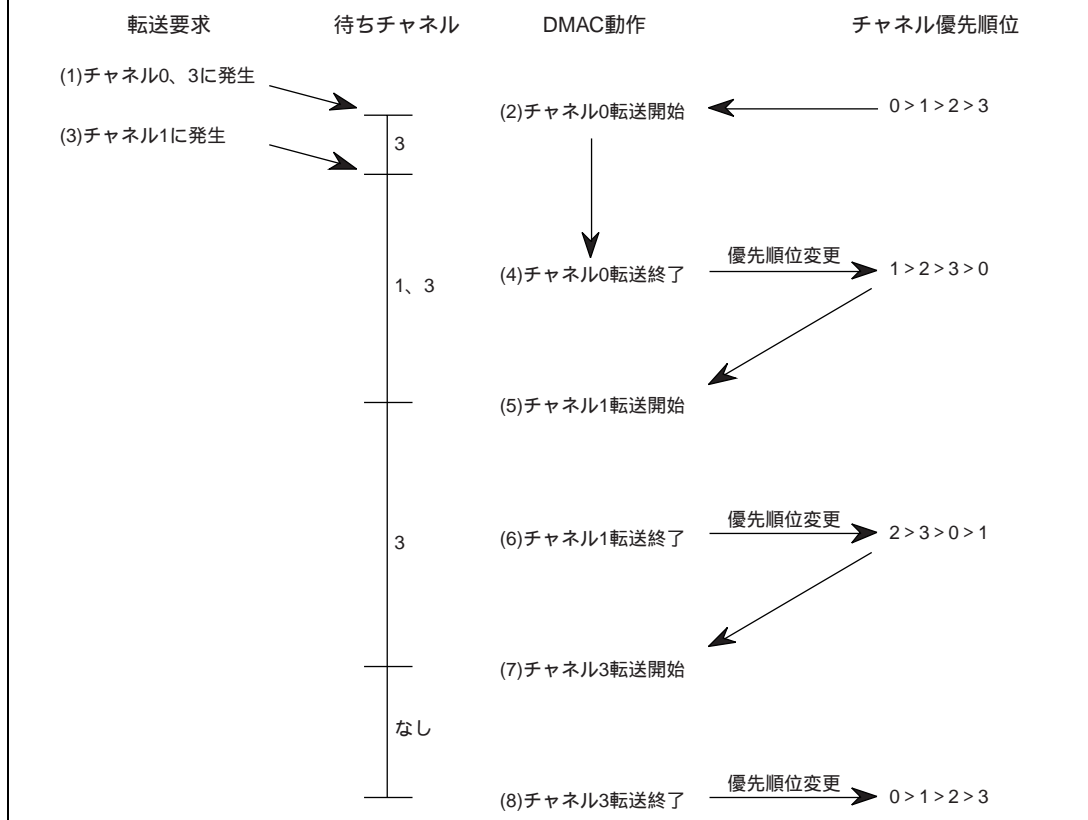 転送要求 待ちチャネル DMAC動作 チャネル優先順位
(1)チャネル0、3に発生
(2)チャネル0転送開始 0>1>2>3
(3)チャネル1に発生
3
(4)チャネル0転送終了 優先順位変更 1>2>3>0
1、3
(5)チャネル1転送開始
(6)チャネル1転送終了 優先順位変更 2>3>0>1
3
(7)チャネル3転送開始
なし
(8)チャネル3転送終了 優先順位変更 0>1>2>3